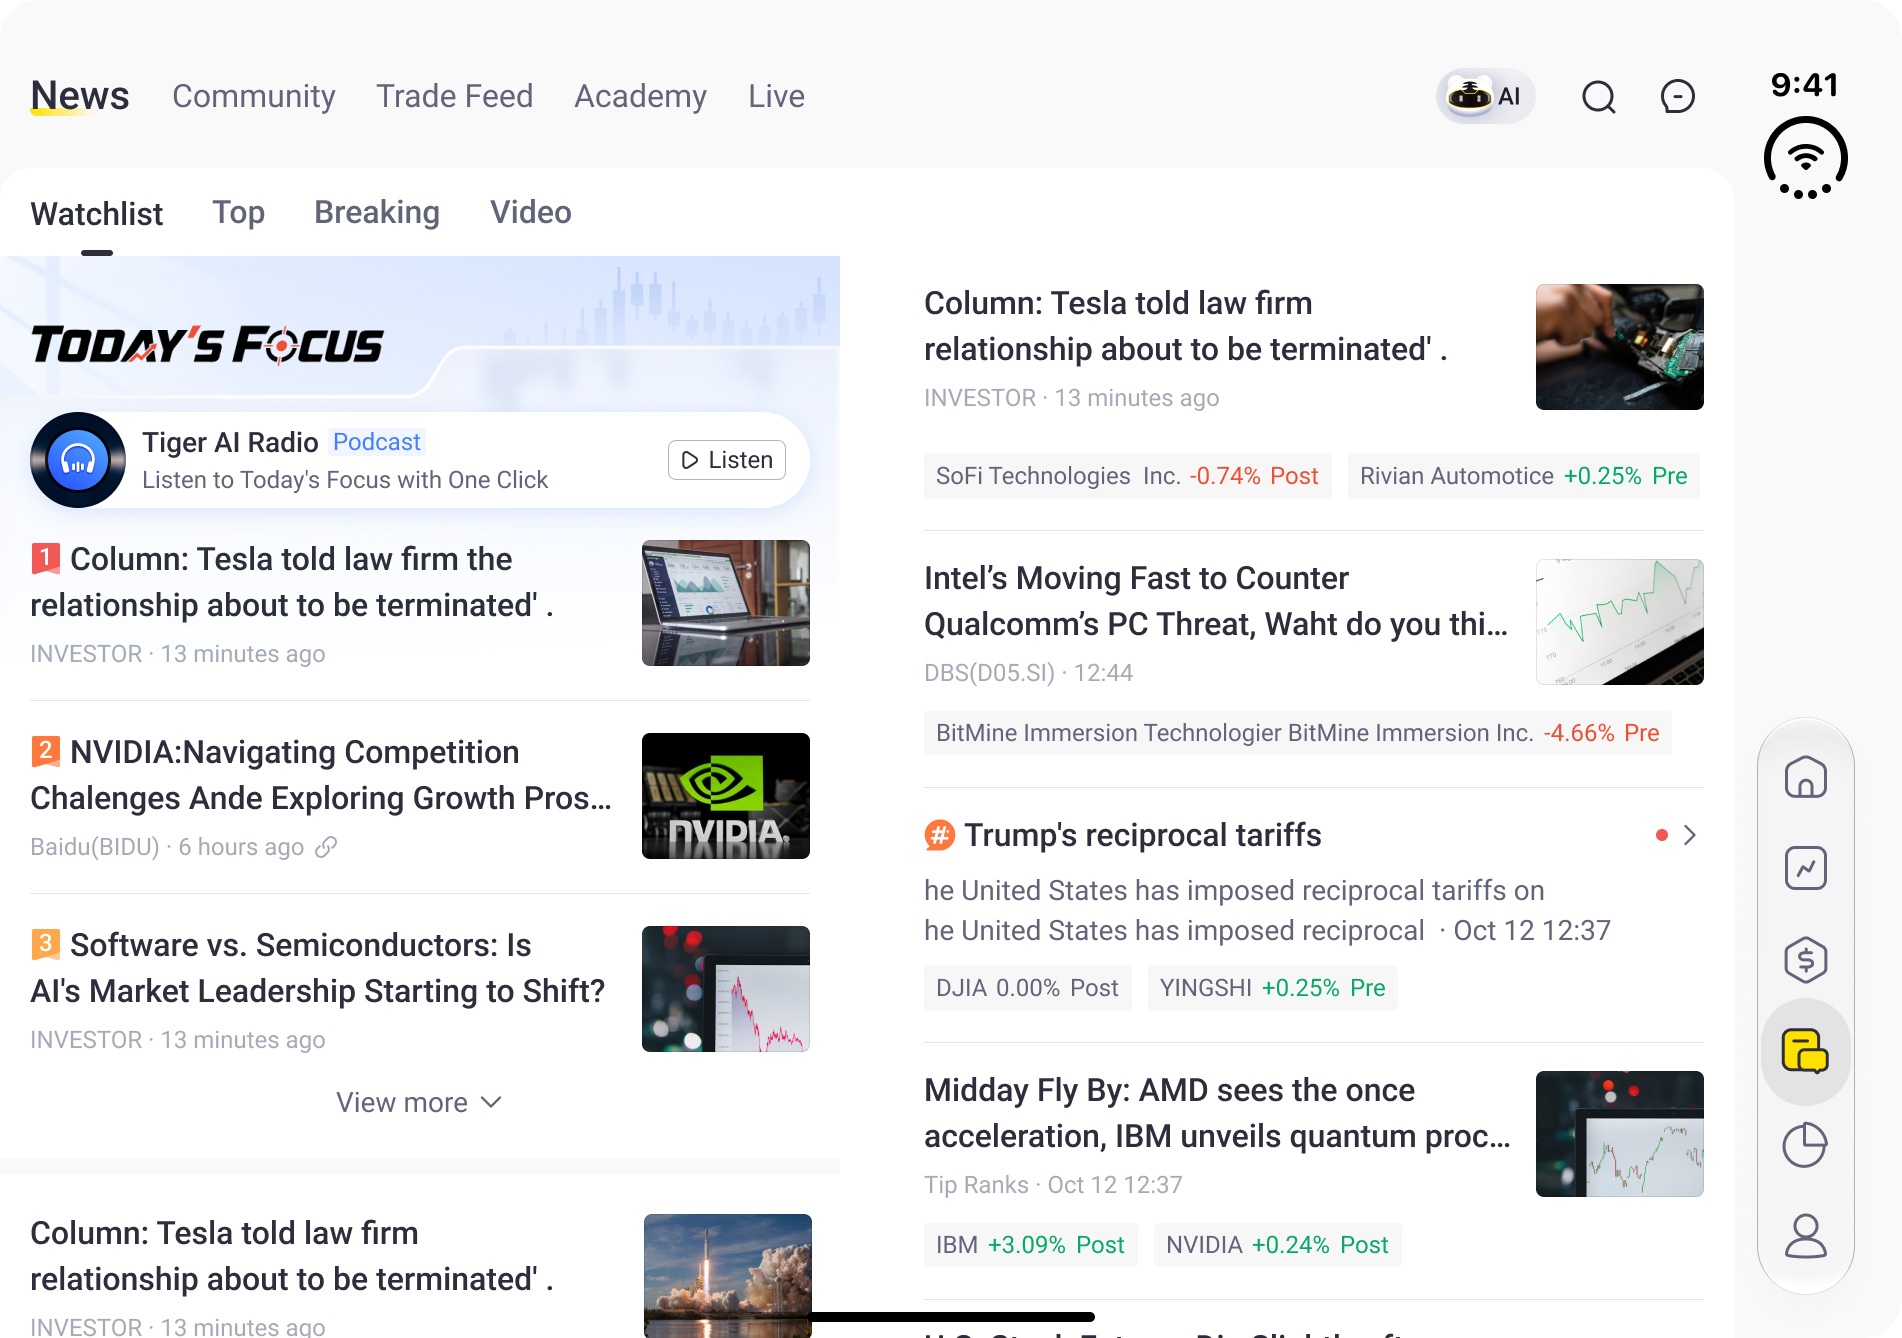 News Community Trade Feed Academy Live
AI
9:41
Watchlist Top Breaking Video
TODAY'S FOCUS
Tiger AI Radio Podcast
Listen to Today's Focus with One Click
Listen
1 Column: Tesla told law firm the
relationship about to be terminated' .
INVESTOR · 13 minutes ago
2 NVIDIA:Navigating Competition
Chalenges Ande Exploring Growth Pros...
Baidu(BIDU) · 6 hours ago
NVIDIA.
3 Software vs. Semiconductors: Is
AI's Market Leadership Starting to Shift?
INVESTOR · 13 minutes ago
View more
Column: Tesla told law firm
relationship about to be terminated' .
INVESTOR · 13 minutes ago
Column: Tesla told law firm
relationship about to be terminated' .
INVESTOR · 13 minutes ago
SoFi Technologies Inc. -0.74% Post
Rivian Automotice +0.25% Pre
Intel’s Moving Fast to Counter
Qualcomm’s PC Threat, Waht do you thi...
DBS(D05.SI) · 12:44
BitMine Immersion Technologier BitMine Immersion Inc. -4.66% Pre
# Trump's reciprocal tariffs
he United States has imposed reciprocal tariffs on
he United States has imposed reciprocal · Oct 12 12:37
DJIA 0.00% Post
YINGSHI +0.25% Pre
Midday Fly By: AMD sees the once
acceleration, IBM unveils quantum proc...
Tip Ranks · Oct 12 12:37
IBM +3.09% Post
NVIDIA +0.24% Post